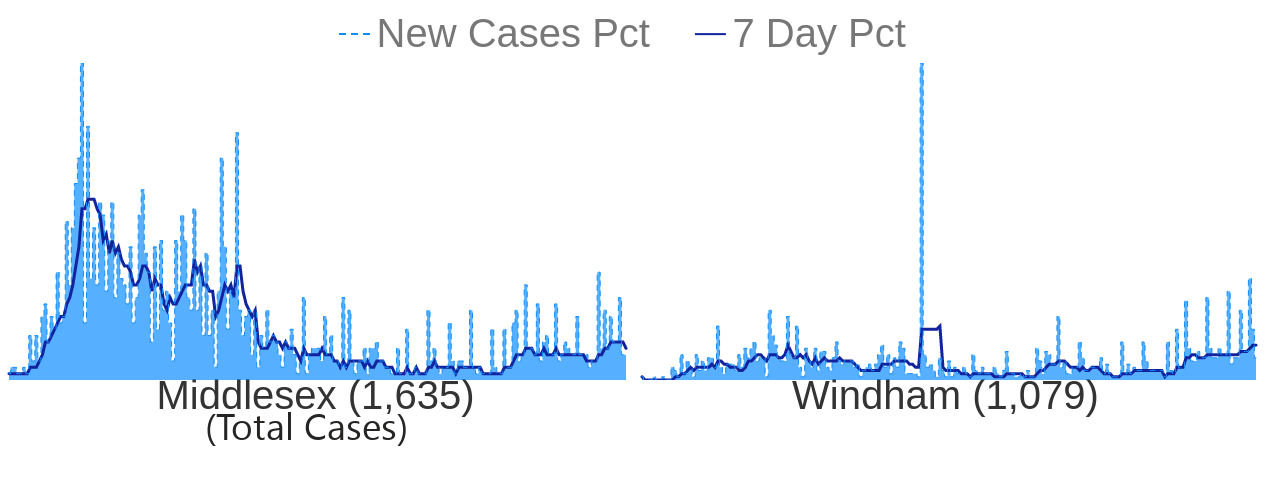 New Cases Pct 7 Day Pct
Middlesex (1,635) Windham (1,079)
(Total Cases)